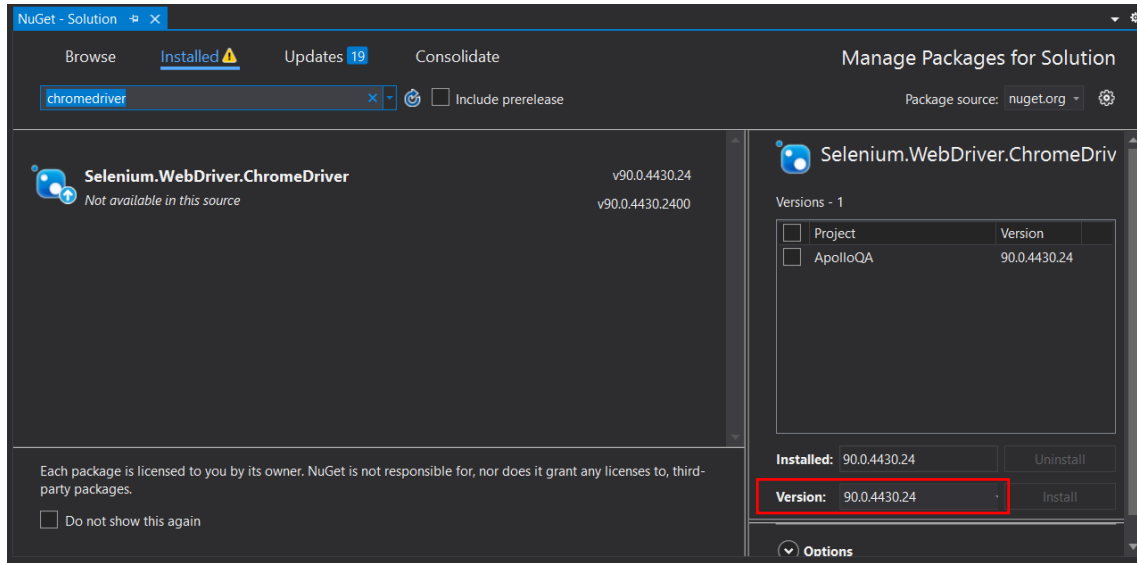 NuGet - Solution
Browse Installed Updates 19 Consolidate
Manage Packages for Solution
chromedriver
Include prerelease
Package source: nuget.org
Selenium.WebDriver.ChromeDriver
v90.0.4430.24
Not available in this source
v90.0.4430.2400
Each package is licensed to you by its owner. NuGet is not responsible for, nor does it grant any licenses to, third-
party packages.
Do not show this again
Selenium.WebDriver.ChromeDriv
Versions - 1
Project Version
ApolloQA 90.0.4430.24
Installed: 90.0.4430.24 Uninstall
Version: 90.0.4430.24 Install
Options